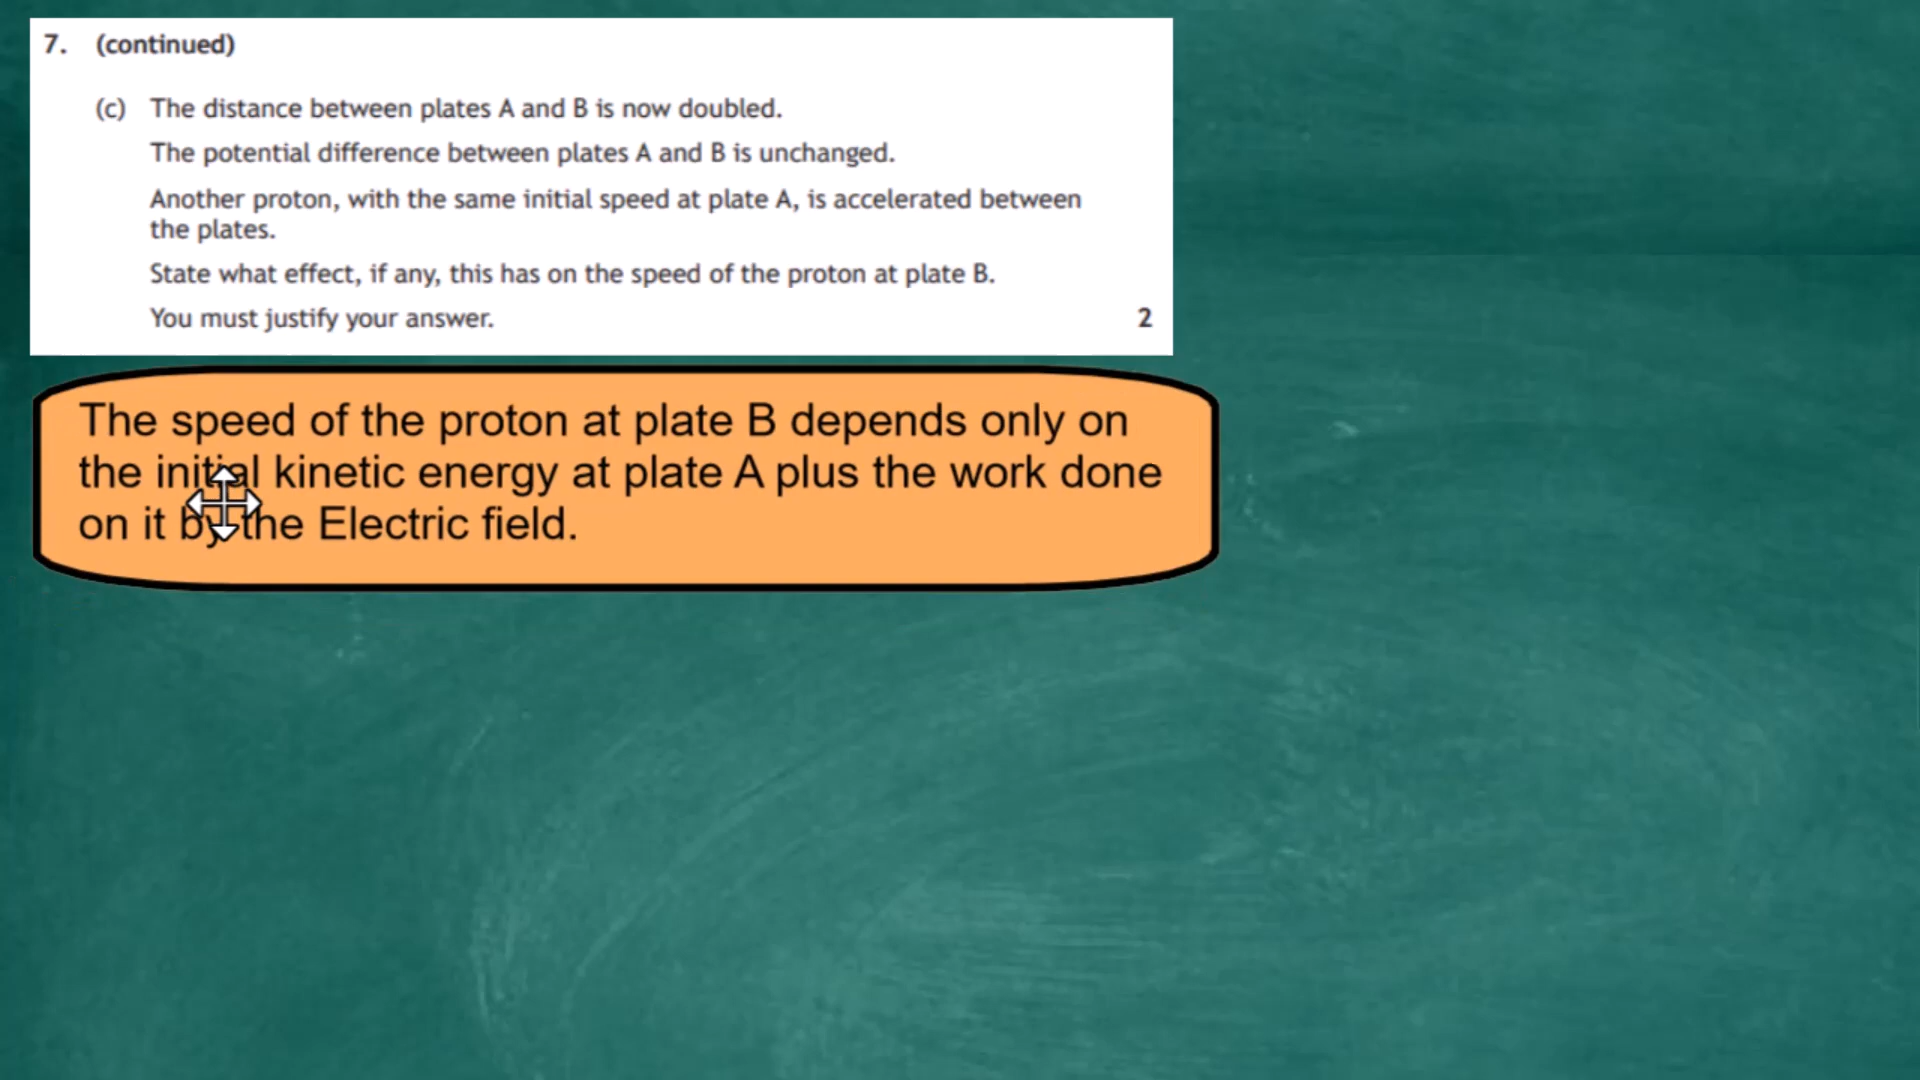 7. (continued)
(c) The distance between plates A and B is now doubled.
The potential difference between plates A and B is unchanged.
Another proton, with the same initial speed at plate A, is accelerated between
the plates.
State what effect, if any, this has on the speed of the proton at plate B.
You must justify your answer. 2
The speed of the proton at plate B depends only on
the initial kinetic energy at plate A plus the work done
on it by the Electric field.